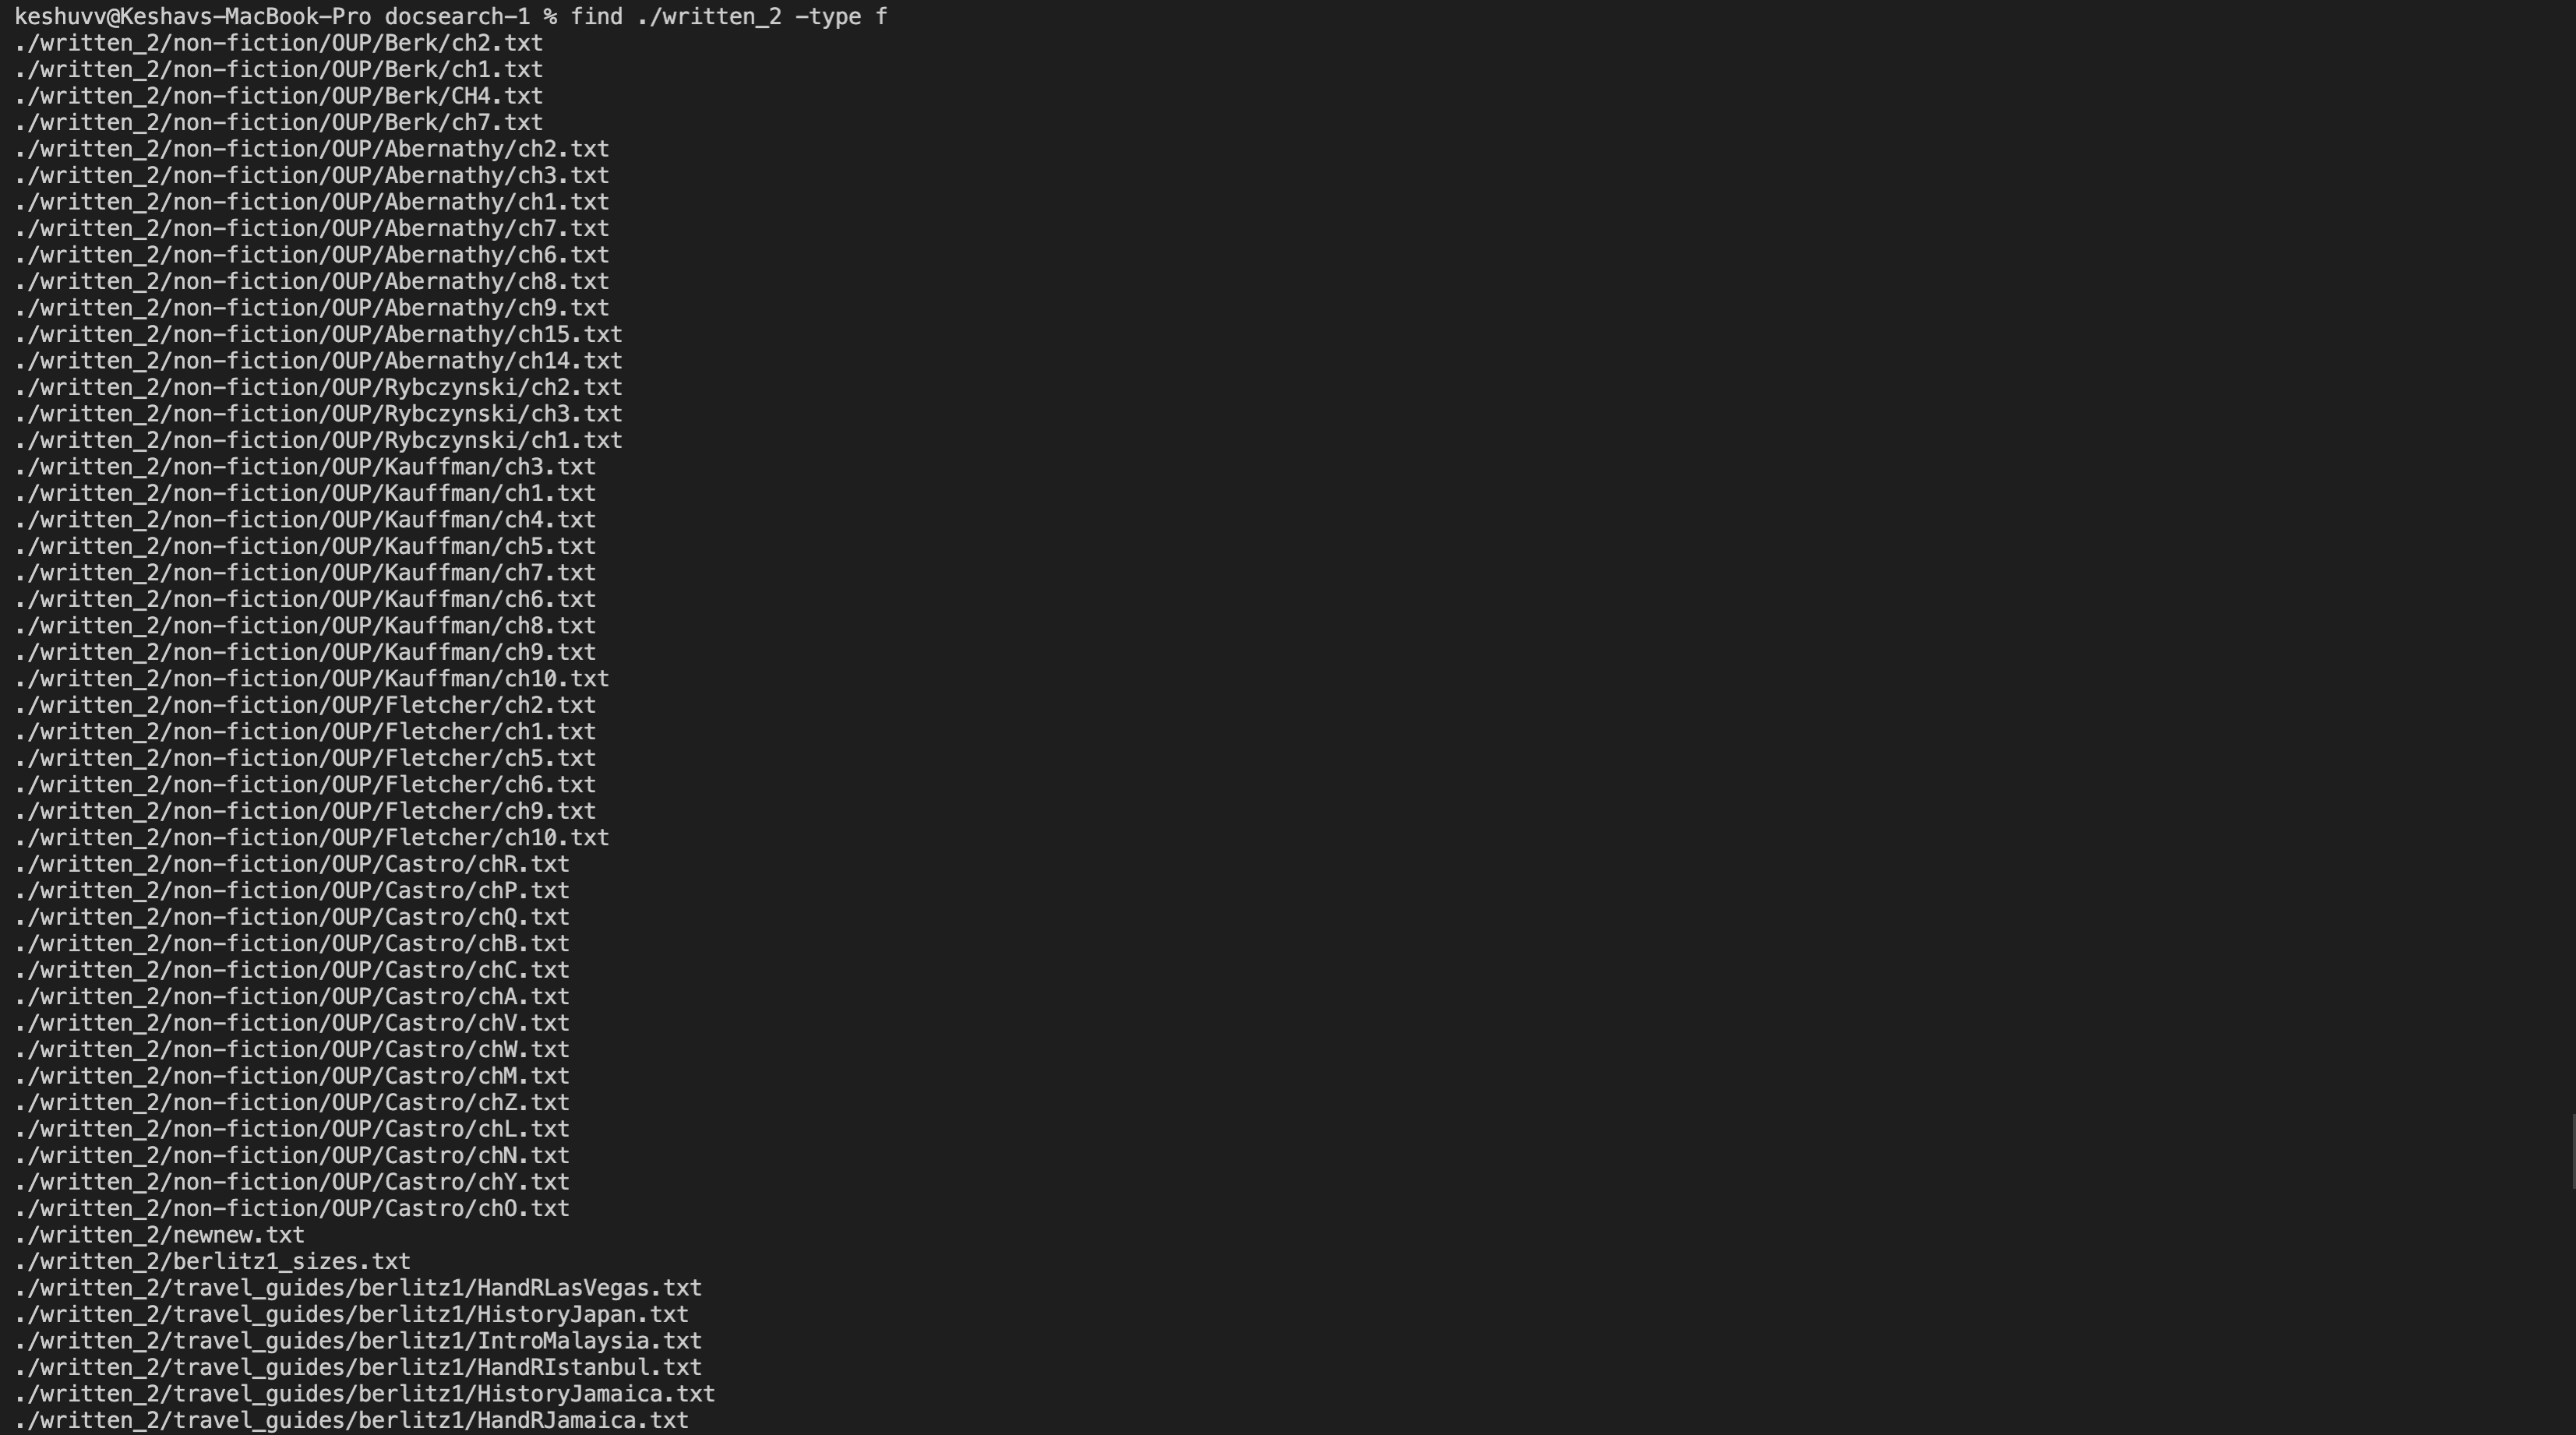 keshuvv@Keshavs-MacBook-Pro docsearch-1 % find ./written_2 -type f
./written_2/non-fiction/OUP/Berk/ch2.txt
./written_2/non-fiction/OUP/Berk/ch1.txt
./written_2/non-fiction/OUP/Berk/CH4.txt
./written_2/non-fiction/OUP/Berk/ch7.txt
./written_2/non-fiction/OUP/Abernathy/ch2.txt
./written_2/non-fiction/OUP/Abernathy/ch3.txt
./written_2/non-fiction/OUP/Abernathy/ch1.txt
./written_2/non-fiction/OUP/Abernathy/ch7.txt
./written_2/non-fiction/OUP/Abernathy/ch6.txt
./written_2/non-fiction/OUP/Abernathy/ch8.txt
./written_2/non-fiction/OUP/Abernathy/ch9.txt
./written_2/non-fiction/OUP/Abernathy/ch15.txt
./written_2/non-fiction/OUP/Abernathy/ch14.txt
./written_2/non-fiction/OUP/Rybczynski/ch2.txt
./written_2/non-fiction/OUP/Rybczynski/ch3.txt
./written_2/non-fiction/OUP/Rybczynski/ch1.txt
./written_2/non-fiction/OUP/Kauffman/ch3.txt
./written_2/non-fiction/OUP/Kauffman/ch1.txt
./written_2/non-fiction/OUP/Kauffman/ch4.txt
./written_2/non-fiction/OUP/Kauffman/ch5.txt
./written_2/non-fiction/OUP/Kauffman/ch7.txt
./written_2/non-fiction/OUP/Kauffman/ch6.txt
./written_2/non-fiction/OUP/Kauffman/ch8.txt
./written_2/non-fiction/OUP/Kauffman/ch9.txt
./written_2/non-fiction/OUP/Kauffman/ch10.txt
./written_2/non-fiction/OUP/Fletcher/ch2.txt
./written_2/non-fiction/OUP/Fletcher/ch1.txt
./written_2/non-fiction/OUP/Fletcher/ch5.txt
./written_2/non-fiction/OUP/Fletcher/ch6.txt
./written_2/non-fiction/OUP/Fletcher/ch9.txt
./written_2/non-fiction/OUP/Fletcher/ch10.txt
./written_2/non-fiction/OUP/Castro/chR.txt
./written_2/non-fiction/OUP/Castro/chP.txt
./written_2/non-fiction/OUP/Castro/chQ.txt
./written_2/non-fiction/OUP/Castro/chB.txt
./written_2/non-fiction/OUP/Castro/chC.txt
./written_2/non-fiction/OUP/Castro/chA.txt
./written_2/non-fiction/OUP/Castro/chV.txt
./written_2/non-fiction/OUP/Castro/chW.txt
./written_2/non-fiction/OUP/Castro/chM.txt
./written_2/non-fiction/OUP/Castro/chZ.txt
./written_2/non-fiction/OUP/Castro/chL.txt
./written_2/non-fiction/OUP/Castro/chN.txt
./written_2/non-fiction/OUP/Castro/chY.txt
./written_2/non-fiction/OUP/Castro/chO.txt
./written_2/newnew.txt
./written_2/berlitz1_sizes.txt
./written_2/travel_guides/berlitz1/HandRLasVegas.txt
./written_2/travel_guides/berlitz1/HistoryJapan.txt
./written_2/travel_guides/berlitz1/IntroMalaysia.txt
./written_2/travel_guides/berlitz1/HandRIstanbul.txt
./written_2/travel_guides/berlitz1/HistoryJamaica.txt
./written_2/travel_guides/berlitz1/HandRJamaica.txt